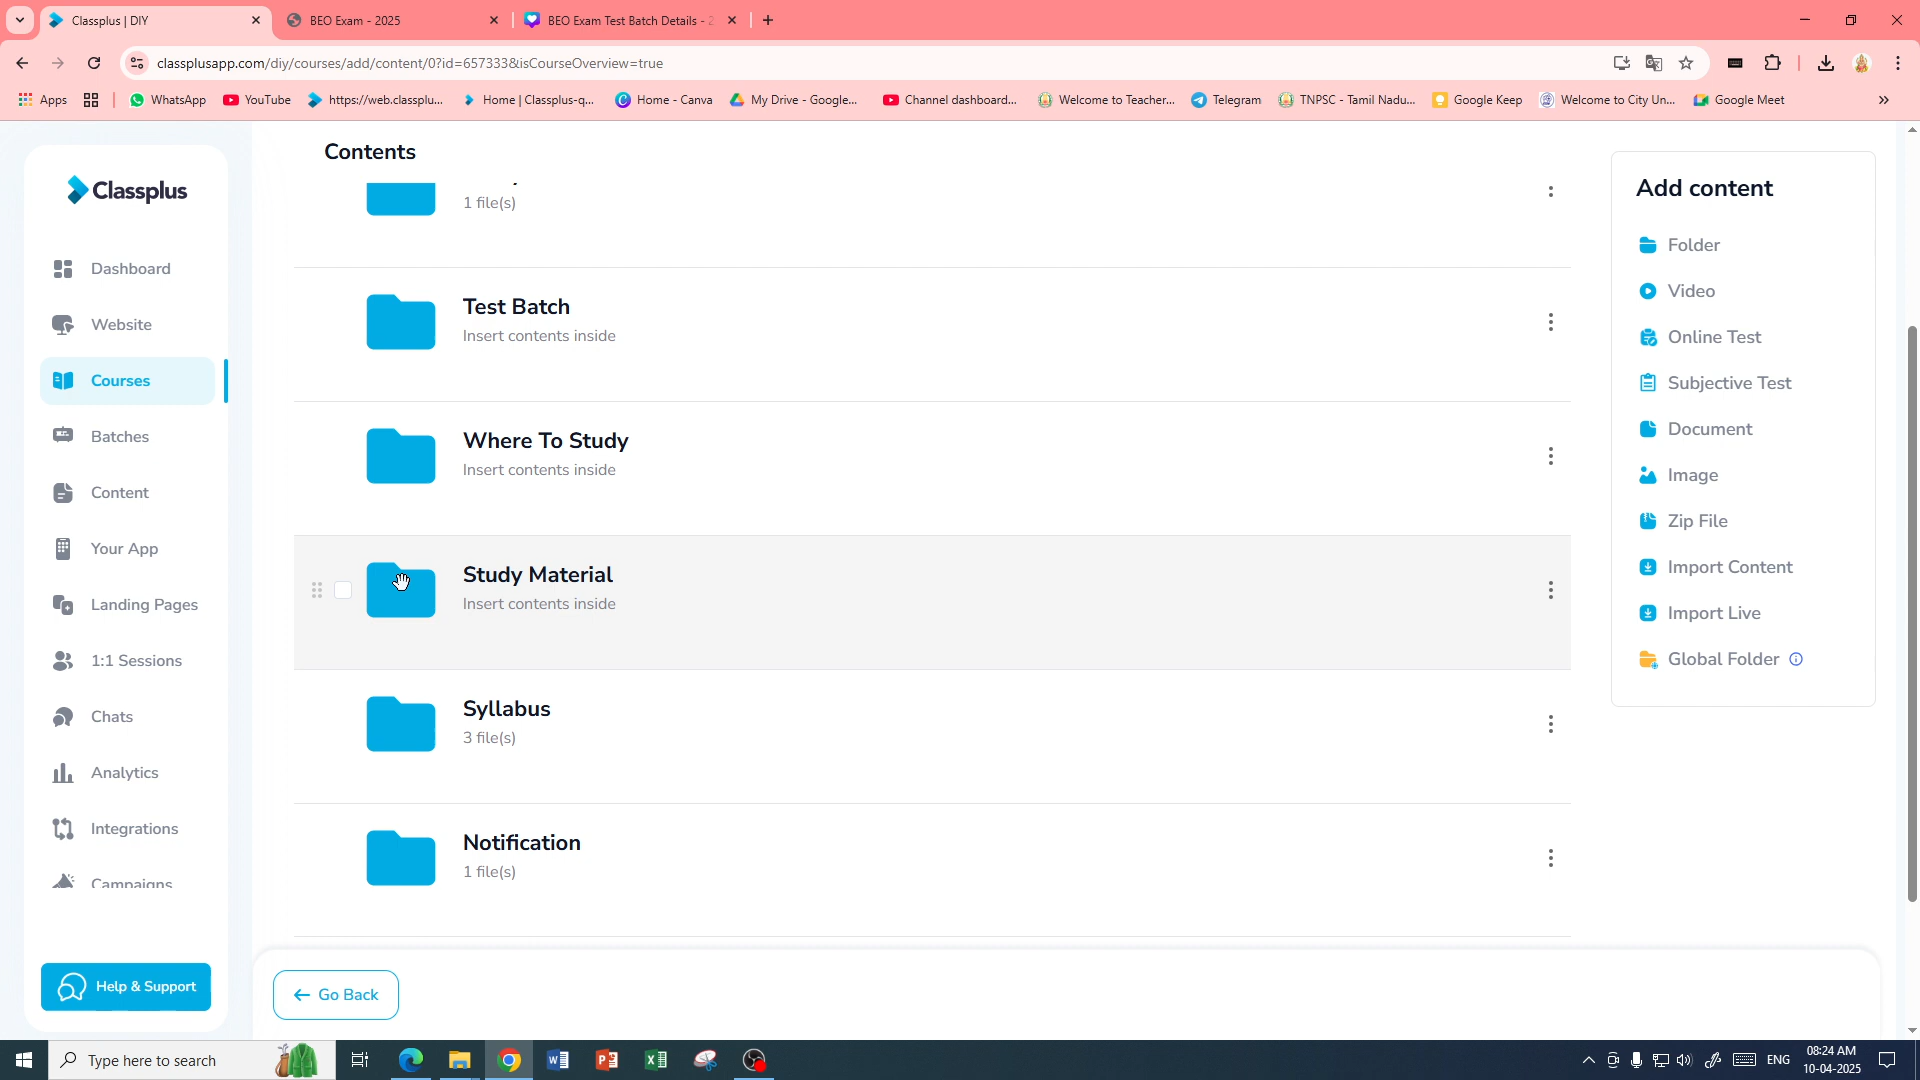 Classplus | DIY
BEO Exam - 2025
BEO Exam Test Batch Details - 2
classplusapp.com/diy/courses/add/content/0?id=657333&isCourseOverview=true
Apps
WhatsApp
YouTube
https://web.classplu...
Home | Classplus-q...
Home - Canva
My Drive - Google...
Channel dashboard...
Welcome to Teacher...
Telegram
TNPSC - Tamil Nadu...
Google Keep
Welcome to City Un...
Google Meet
Classplus
Dashboard
Website
Courses
Batches
Content
Your App
Landing Pages
1:1 Sessions
Chats
Analytics
Integrations
Campaigns
Help & Support
Contents
1 file(s)
Test Batch
Insert contents inside
Where To Study
Insert contents inside
Study Material
Insert contents inside
Syllabus
3 file(s)
Notification
1 file(s)
Go Back
Add content
Folder
Video
Online Test
Subjective Test
Document
Image
Zip File
Import Content
Import Live
Global Folder
Type here to search
ENG
08:24 AM
10-04-2025